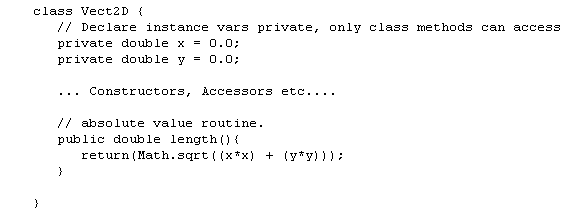 class Vect2D {
// Declare instance vars private, only class methods can access
private double x = 0.0;
private double y = 0.0;
... Constructors, Accessors etc....
// absolute value routine.
public double length(){
return(Math.sqrt((x*x) + (y*y)));
}
}